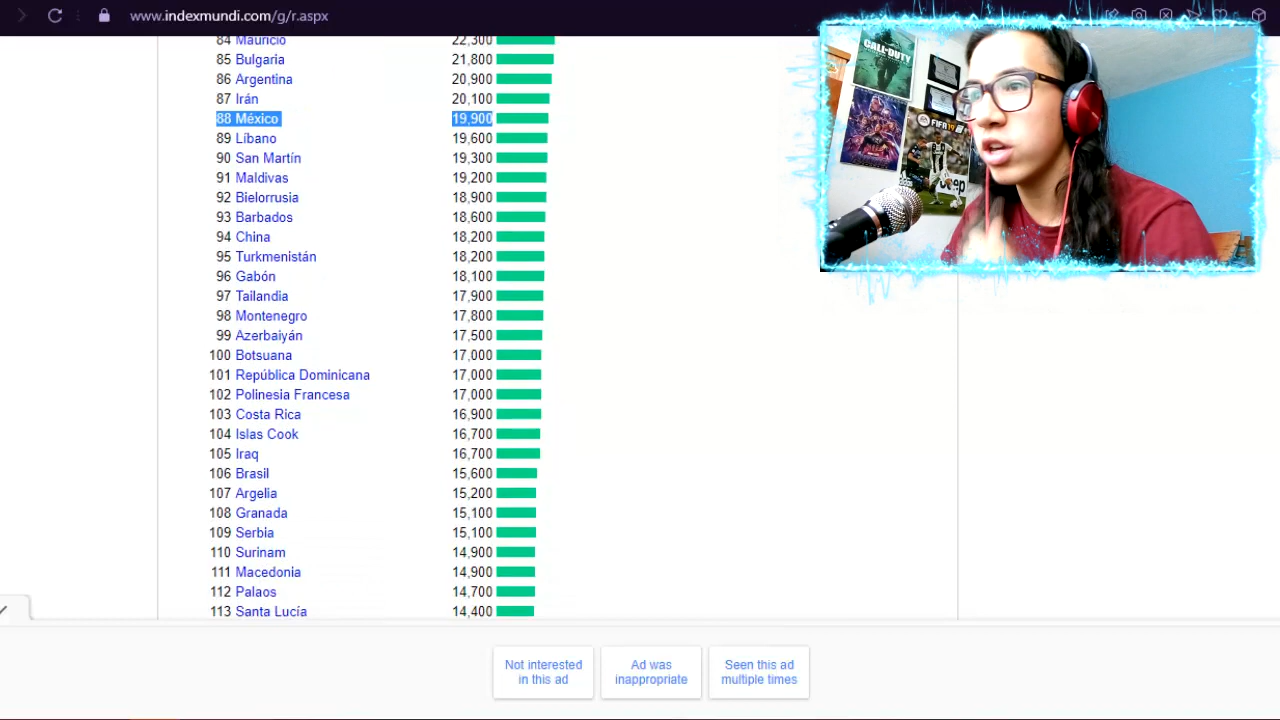 www.indexmundi.com/g/r.aspx
84 Mauricio 22,300
85 Bulgaria 21,800
86 Argentina 20,900
87 Irán 20,100
88 México 19,900
89 Líbano 19,600
90 San Martín 19,300
91 Maldivas 19,200
92 Bielorrusia 18,900
93 Barbados 18,600
94 China 18,200
95 Turkmenistán 18,200
96 Gabón 18,100
97 Tailandia 17,900
98 Montenegro 17,800
99 Azerbaiyán 17,500
100 Botsuana 17,000
101 República Dominicana 17,000
102 Polinesia Francesa 17,000
103 Costa Rica 16,900
104 Islas Cook 16,700
105 Iraq 16,700
106 Brasil 15,600
107 Argelia 15,200
108 Granada 15,100
109 Serbia 15,100
110 Surinam 14,900
111 Macedonia 14,900
112 Palaos 14,700
113 Santa Lucía 14,400
CALL OF DUTY
FIFA 19
Jeep
Not interested
in this ad
Ad was
inappropriate
Seen this ad
multiple times